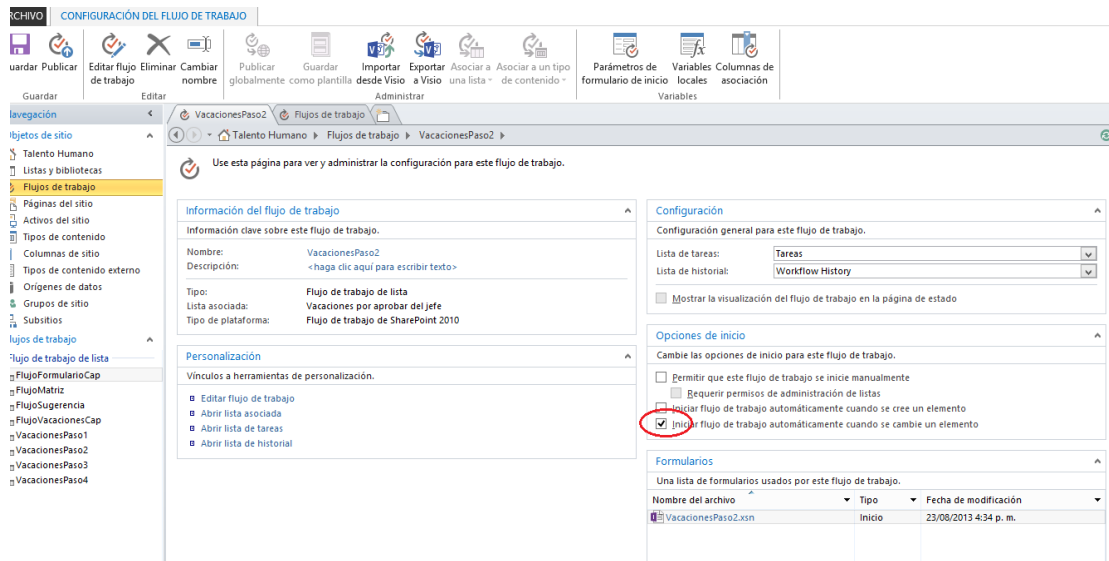 RCHIVO CONFIGURACIÓN DEL FLUJO DE TRABAJO
uardar Publicar Editar flujo de trabajo Eliminar Cambiar nombre Publicar globalmente Guardar como plantilla Importar desde Visio Exportar a Visio Asociar a una lista Asociar a un tipo de contenido Parámetros de formulario de inicio Variables locales Columnas de asociación
Guardar Editar Administrar Variables
Navegación
VacacionesPaso2 Flujos de trabajo
Objetos de sitio
Talento Humano Flujos de trabajo VacacionesPaso2
Talento Humano
Listas y bibliotecas
Flujos de trabajo
Páginas del sitio
Activos del sitio
Tipos de contenido
Columnas de sitio
Tipos de contenido externo
Orígenes de datos
Grupos de sitio
Subsitios
lujos de trabajo
Flujo de trabajo de lista
FlujoFormularioCap
FlujoMatriz
FlujoSugerencia
FlujoVacacionesCap
VacacionesPaso1
VacacionesPaso2
VacacionesPaso3
VacacionesPaso4
Use esta página para ver y administrar la configuración para este flujo de trabajo.
Información del flujo de trabajo
Información clave sobre este flujo de trabajo.
Nombre: VacacionesPaso2
Descripción: <haga clic aquí para escribir texto>
Tipo: Flujo de trabajo de lista
Lista asociada: Vacaciones por aprobar del jefe
Tipo de plataforma: Flujo de trabajo de SharePoint 2010
Personalización
Vínculos a herramientas de personalización.
Editar flujo de trabajo
Abrir lista asociada
Abrir lista de tareas
Abrir lista de historial
Configuración
Configuración general para este flujo de trabajo.
Lista de tareas: Tareas
Lista de historial: Workflow History
Mostrar la visualización del flujo de trabajo en la página de estado
Opciones de inicio
Cambie las opciones de inicio para este flujo de trabajo.
Permitir que este flujo de trabajo se inicie manualmente
Requerir permisos de administración de listas
Iniciar flujo de trabajo automáticamente cuando se cree un elemento
Iniciar flujo de trabajo automáticamente cuando se cambie un elemento
Formularios
Una lista de formularios usados por este flujo de trabajo.
Nombre del archivo Tipo Fecha de modificación
VacacionesPaso2.xsn Inicio 23/08/2013 4:34 p. m.